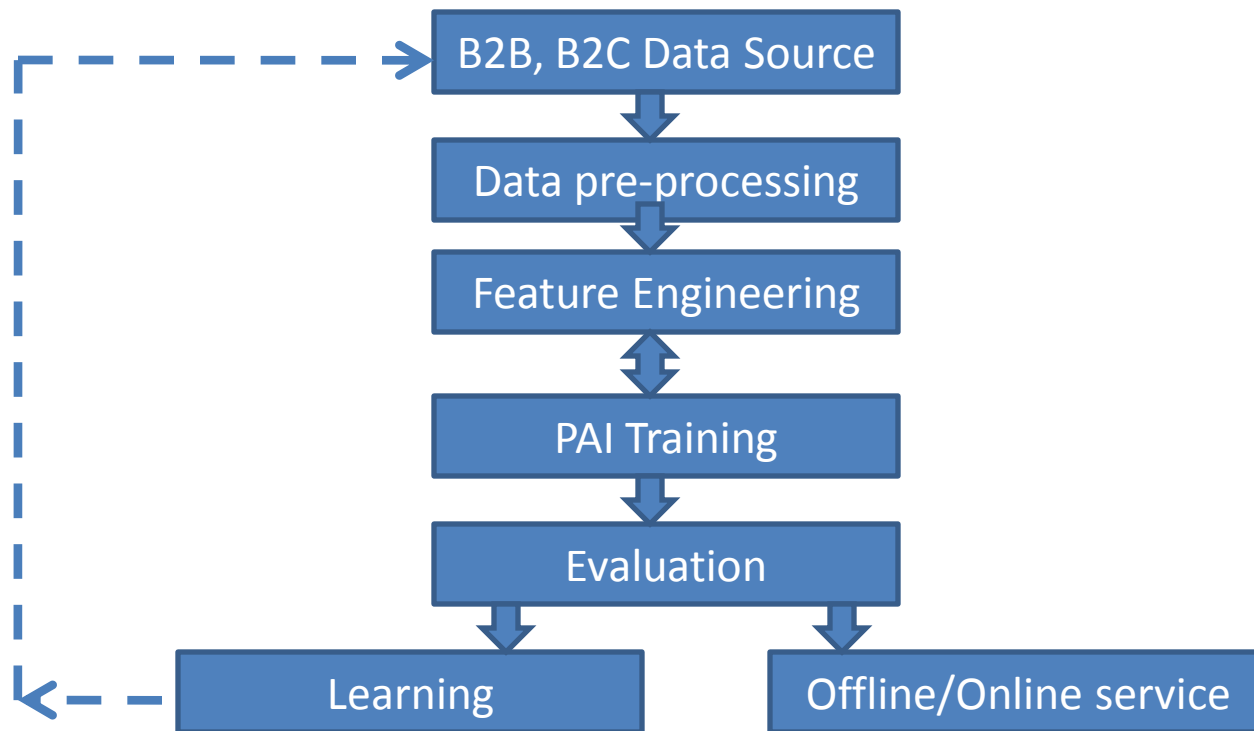 B2B, B2C Data Source
Data pre-processing
Feature Engineering
PAI Training
Evaluation
Learning
Offline/Online service